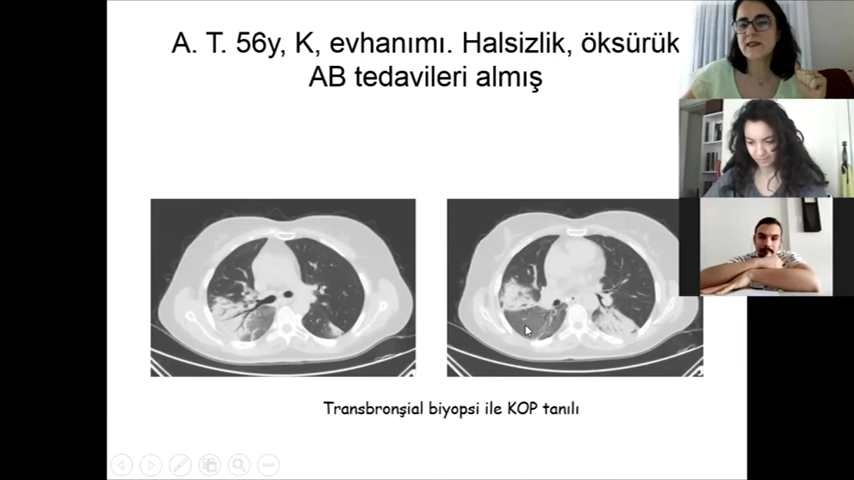 A. T. 56y, K, evhanımı. Halsizlik, öksürük
AB tedavileri almış
Transbronşial biyopsi ile KOP tanılı